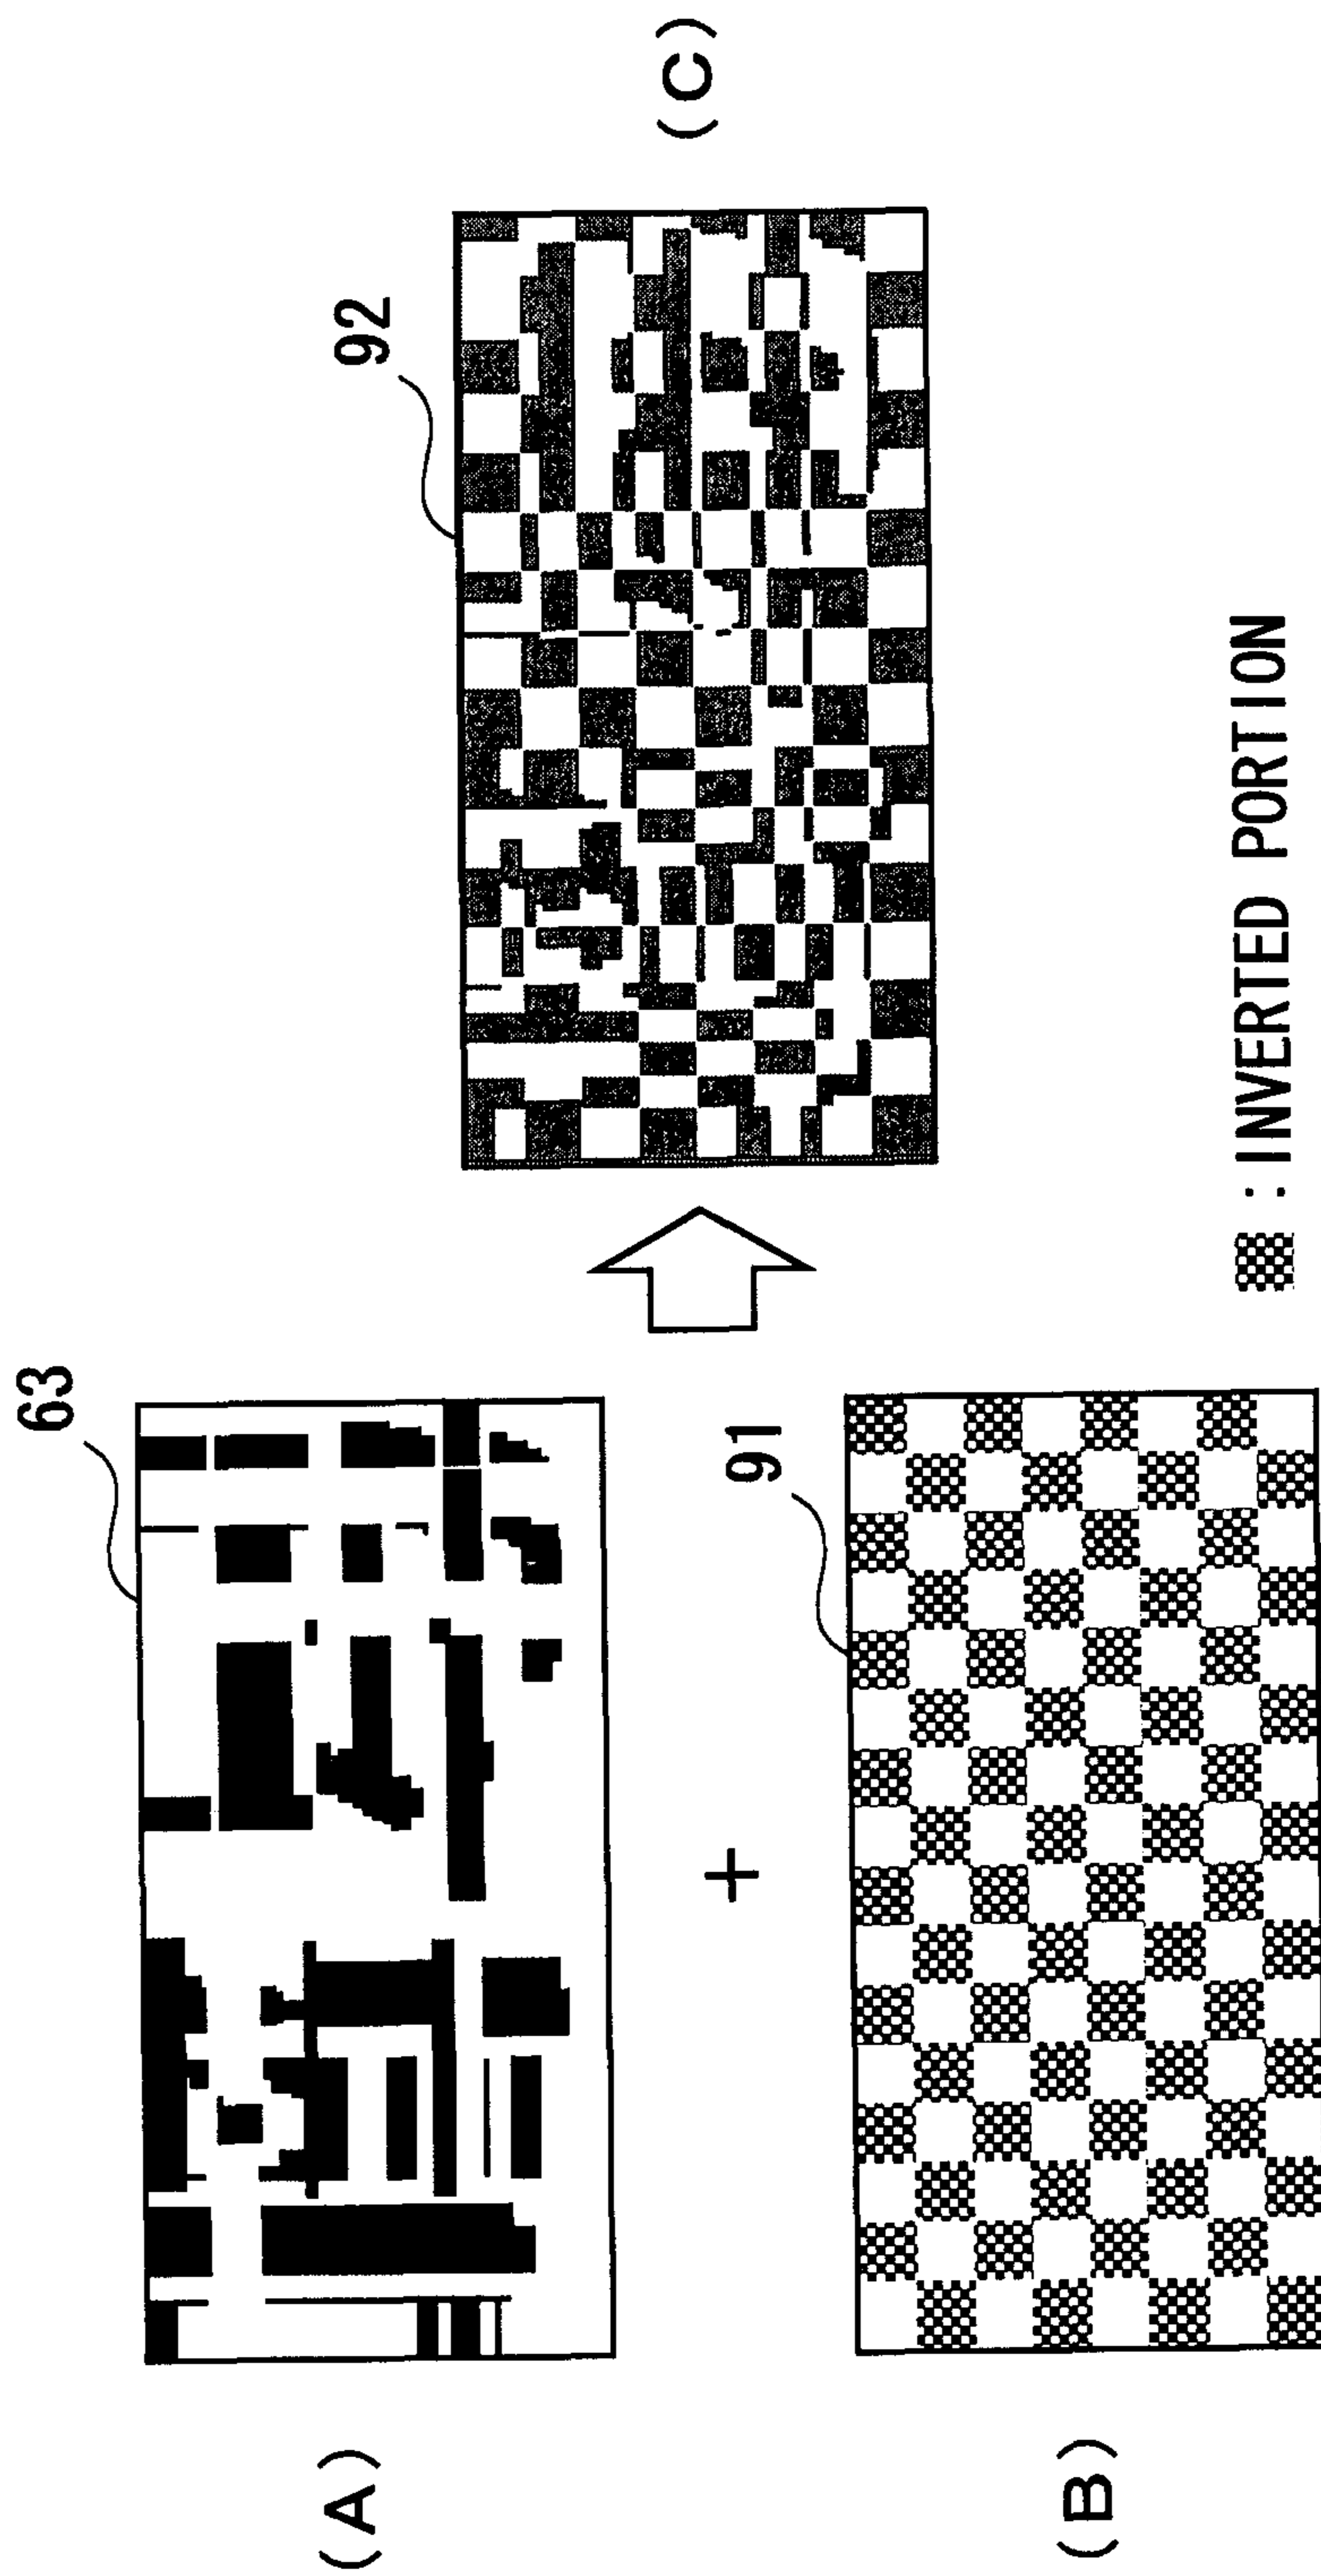 63
(A)
+
91
(B)
92
(C)
: INVERTED PORTION